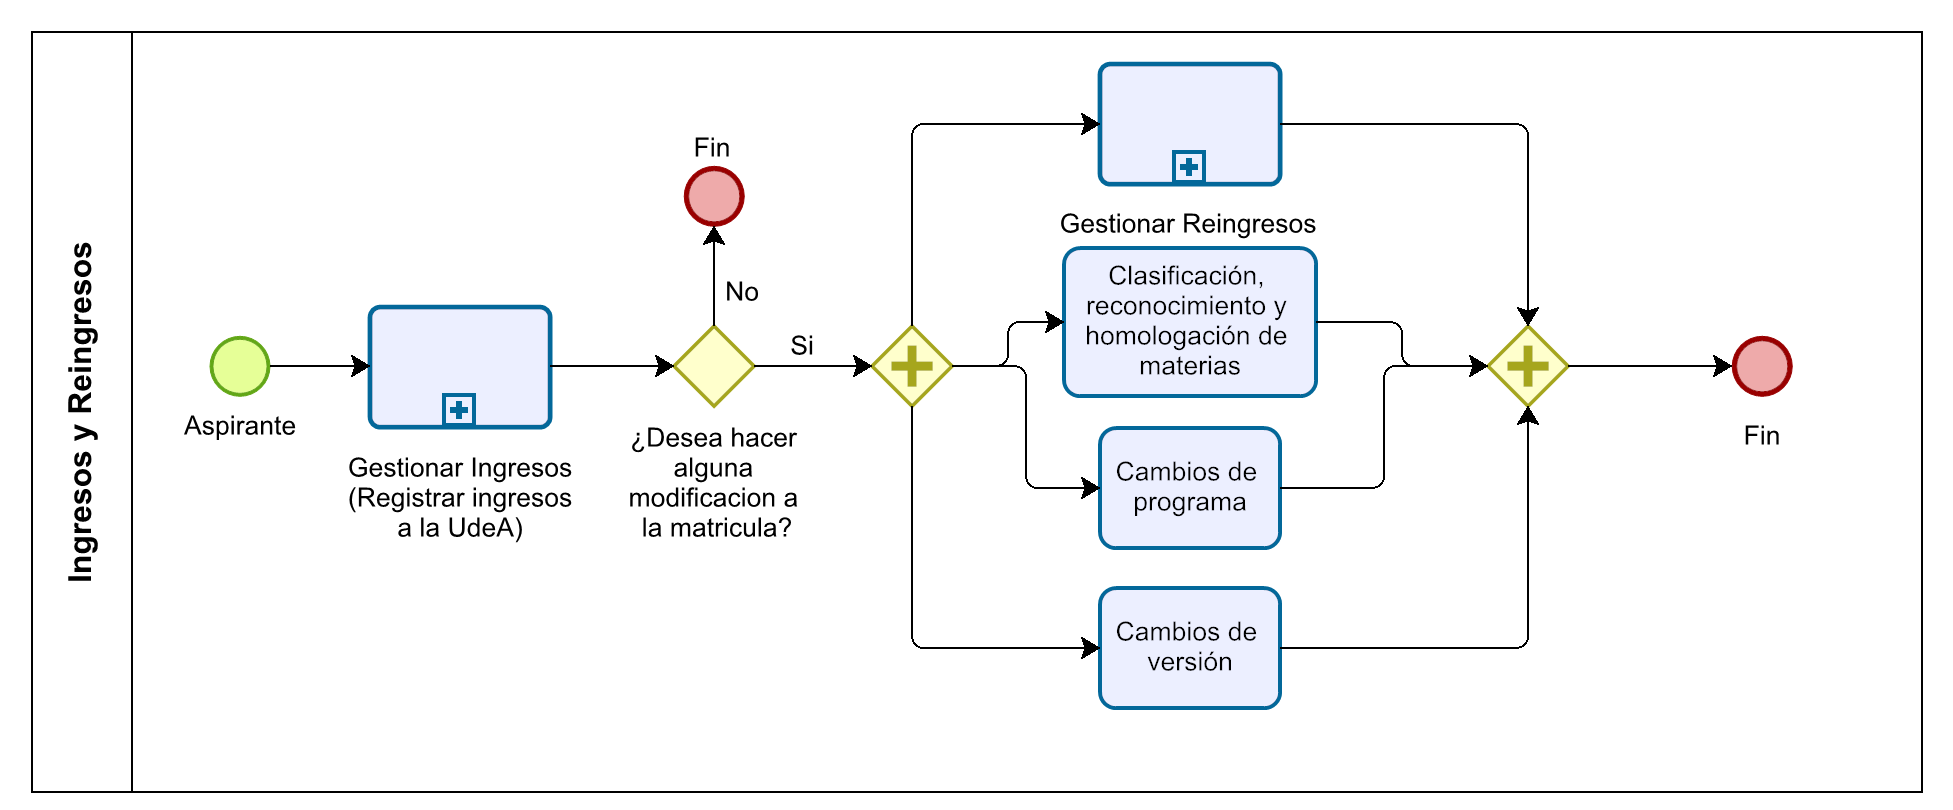 Ingresos y Reingresos
Aspirante
Gestionar Ingresos
(Registrar ingresos
a la UdeA)
Fin
No
Si
¿Desea hacer
alguna
modificacion a
la matricula?
Gestionar Reingresos
Clasificación,
reconocimiento y
homologación de
materias
Cambios de
programa
Cambios de
versión
Fin